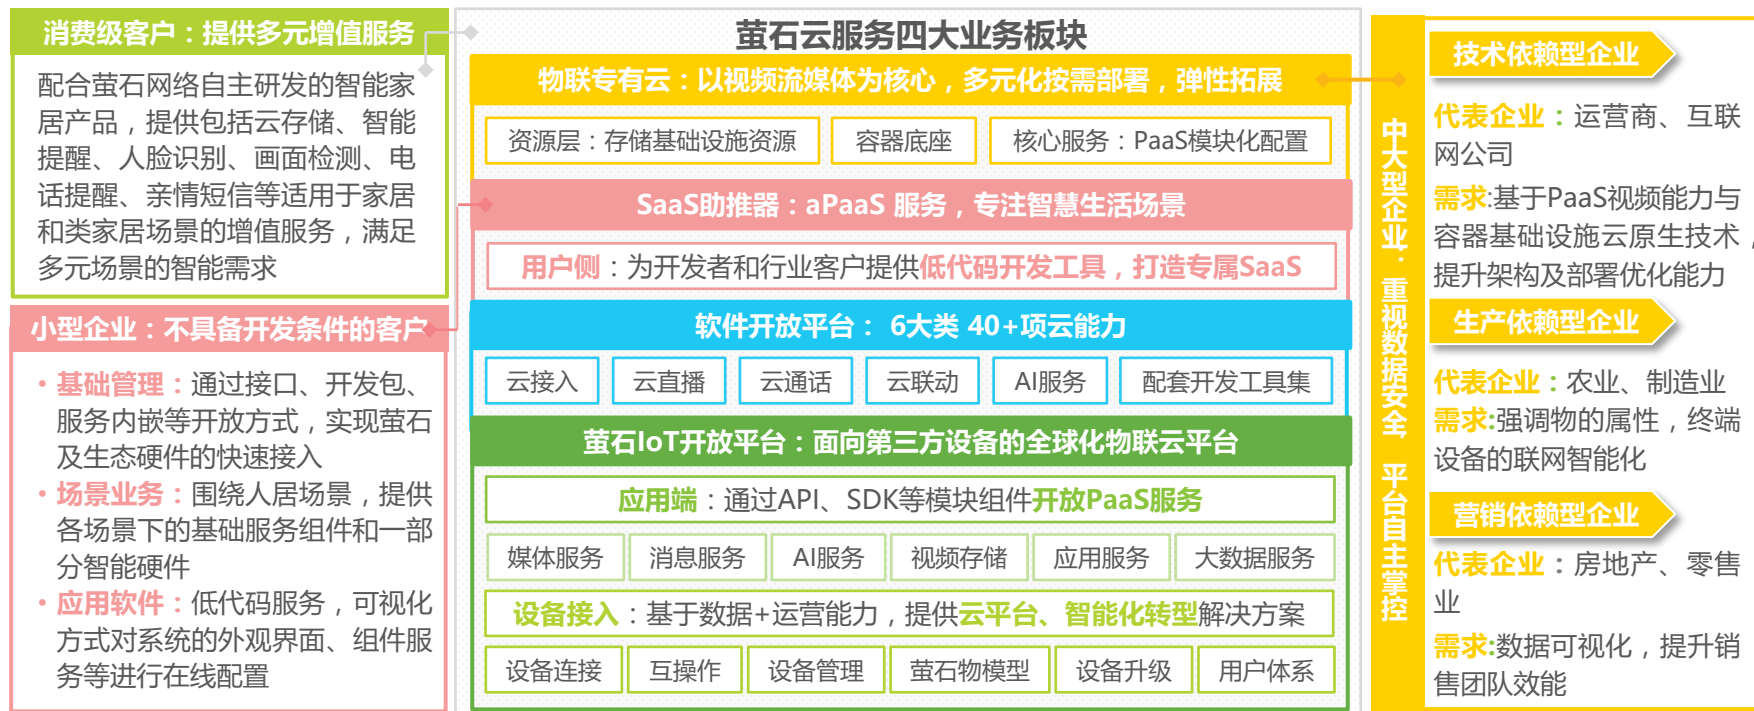 消费级客户：提供多元增值服务
配合萤石网络自主研发的智能家
居产品，提供包括云存储、智能
提醒、人脸识别、画面检测、电
话提醒、亲情短信等适用于家居
和类家居场景的增值服务，满足
多元场景的智能需求
小型企业：不具备开发条件的客户
• 基础管理：通过接口、开发包、
服务内嵌等开放方式，实现萤石
及生态硬件的快速接入
• 场景业务：围绕人居场景，提供
各场景下的基础服务组件和一部
分智能硬件
• 应用软件：低代码服务，可视化
方式对系统的外观界面、组件服
务等进行在线配置
萤石云服务四大业务板块
物联专有云：以视频流媒体为核心，多元化按需部署，弹性拓展
资源层：存储基础设施资源
容器底座
核心服务：PaaS模块化配置
SaaS助推器：aPaaS 服务，专注智慧生活场景
用户侧：为开发者和行业客户提供低代码开发工具，打造专属SaaS
软件开放平台： 6大类 40+项云能力
云接入
云直播
云通话
云联动
AI服务
配套开发工具集
萤石IoT开放平台：面向第三方设备的全球化物联云平台
应用端：通过API、SDK等模块组件开放PaaS服务
媒体服务
消息服务
AI服务
视频存储
应用服务
大数据服务
设备接入：基于数据+运营能力，提供云平台、智能化转型解决方案
设备连接
互操作
设备管理
萤石物模型
设备升级
用户体系
中大型企业：重视数据安全，平台自主掌控
技术依赖型企业
代表企业：运营商、互联
网公司
需求:基于PaaS视频能力与
容器基础设施云原生技术，
提升架构及部署优化能力
生产依赖型企业
代表企业：农业、制造业
需求:强调物的属性，终端
设备的联网智能化
营销依赖型企业
代表企业：房地产、零售
业
需求:数据可视化，提升销
售团队效能